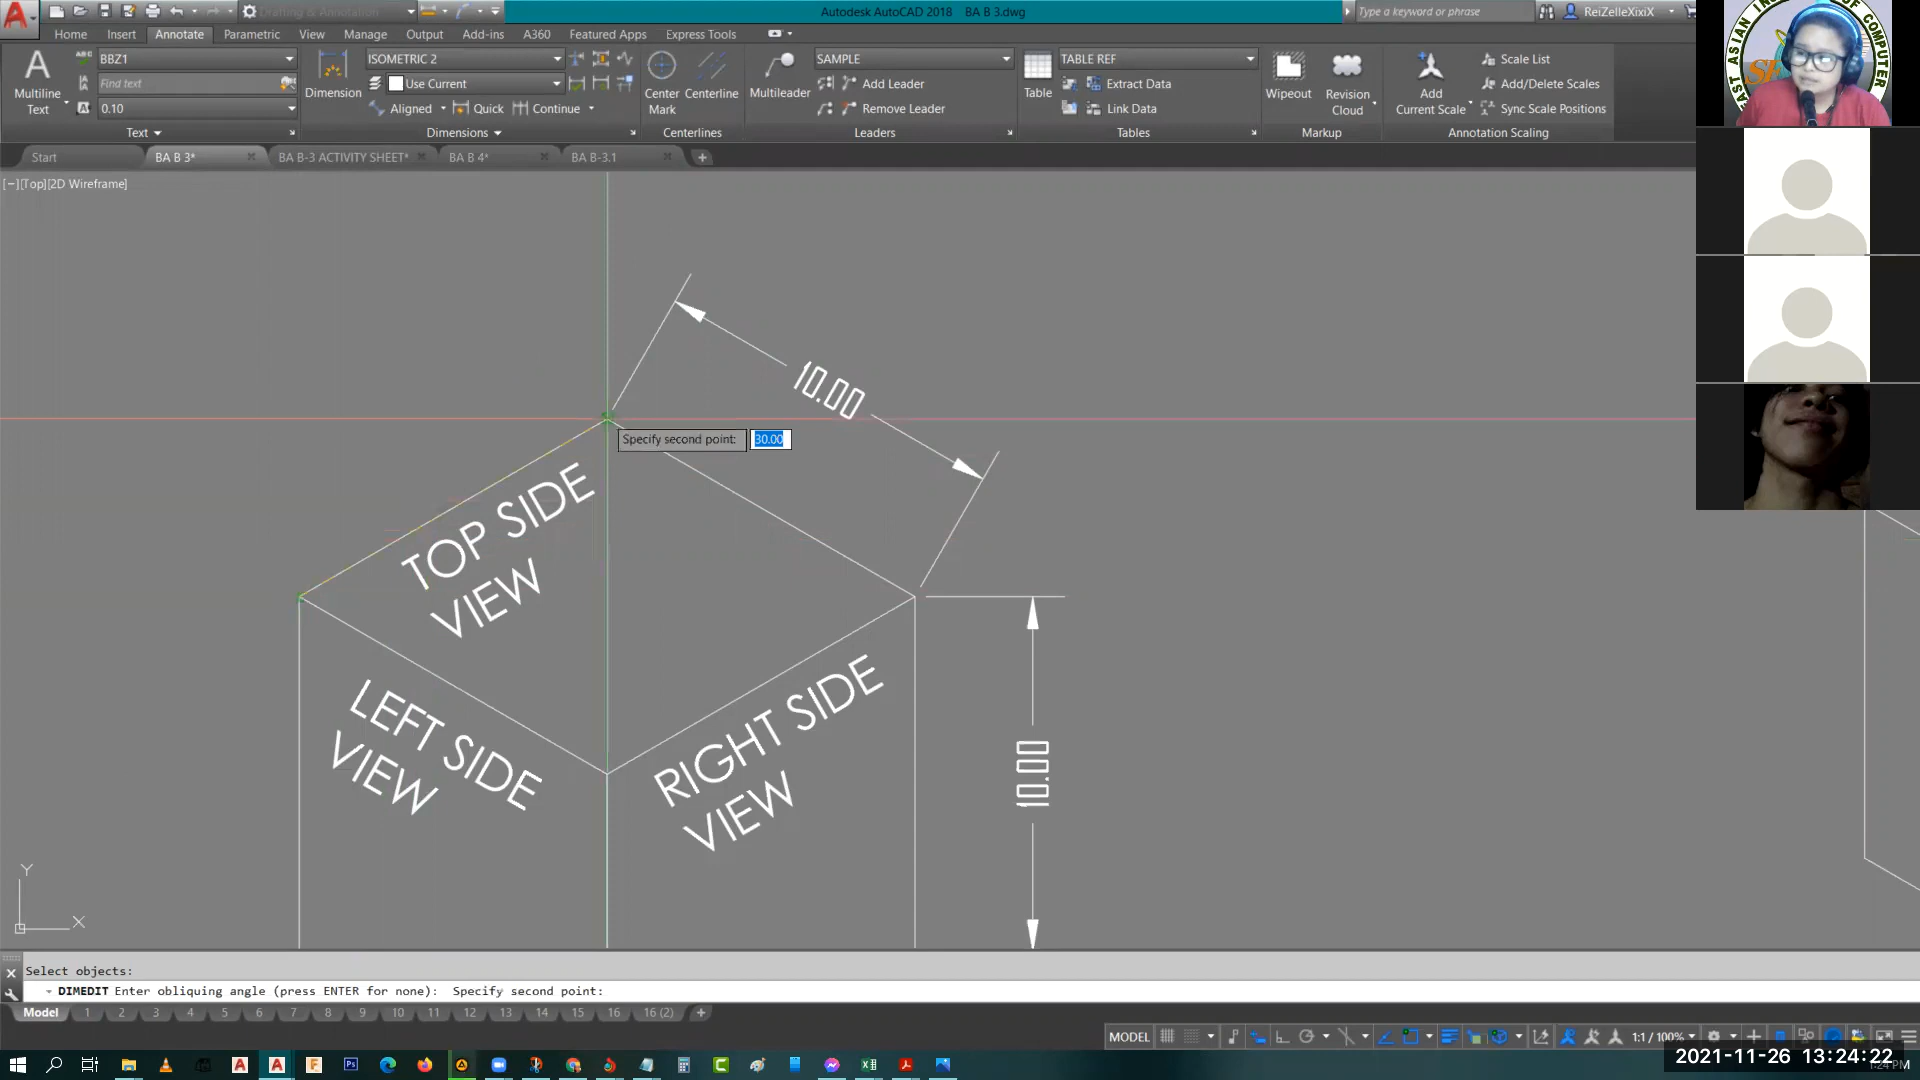 Drafting & Annotation
Autodesk AutoCAD 2018 BA B 3.dwg
Type a keyword or phrase
ReiZelleXixiX
Home Insert Annotate Parametric View Manage Output Add-ins A360 Featured Apps Express Tools
BBZ1
Find text
0.10
Multiline
Text
Text
Dimension
ISOMETRIC 2
Use Current
Aligned Quick Continue
Dimensions
Center
Mark
Centerline
Centerlines
Multileader
SAMPLE
Add Leader
Remove Leader
Leaders
Table
TABLE REF
Extract Data
Link Data
Tables
Wipeout
Revision
Cloud
Markup
Add
Current Scale
Scale List
Add/Delete Scales
Sync Scale Positions
Annotation Scaling
Start BA B 3* BA B-3 ACTIVITY SHEET* BA B 4* BA B-3.1
[−][Top][2D Wireframe]
10.00
Specify second point: 30.00
TOP SIDE
VIEW
LEFT SIDE
VIEW
RIGHT SIDE
VIEW
10.00
Y
X
Select objects:
DIMEDIT Enter obliquing angle (press ENTER for none): Specify second point:
Model 1 2 3 4 5 6 7 8 9 10 11 12 13 14 15 16 16 (2)
MODEL 1:1 / 100%
2021-11-26 13:24:22